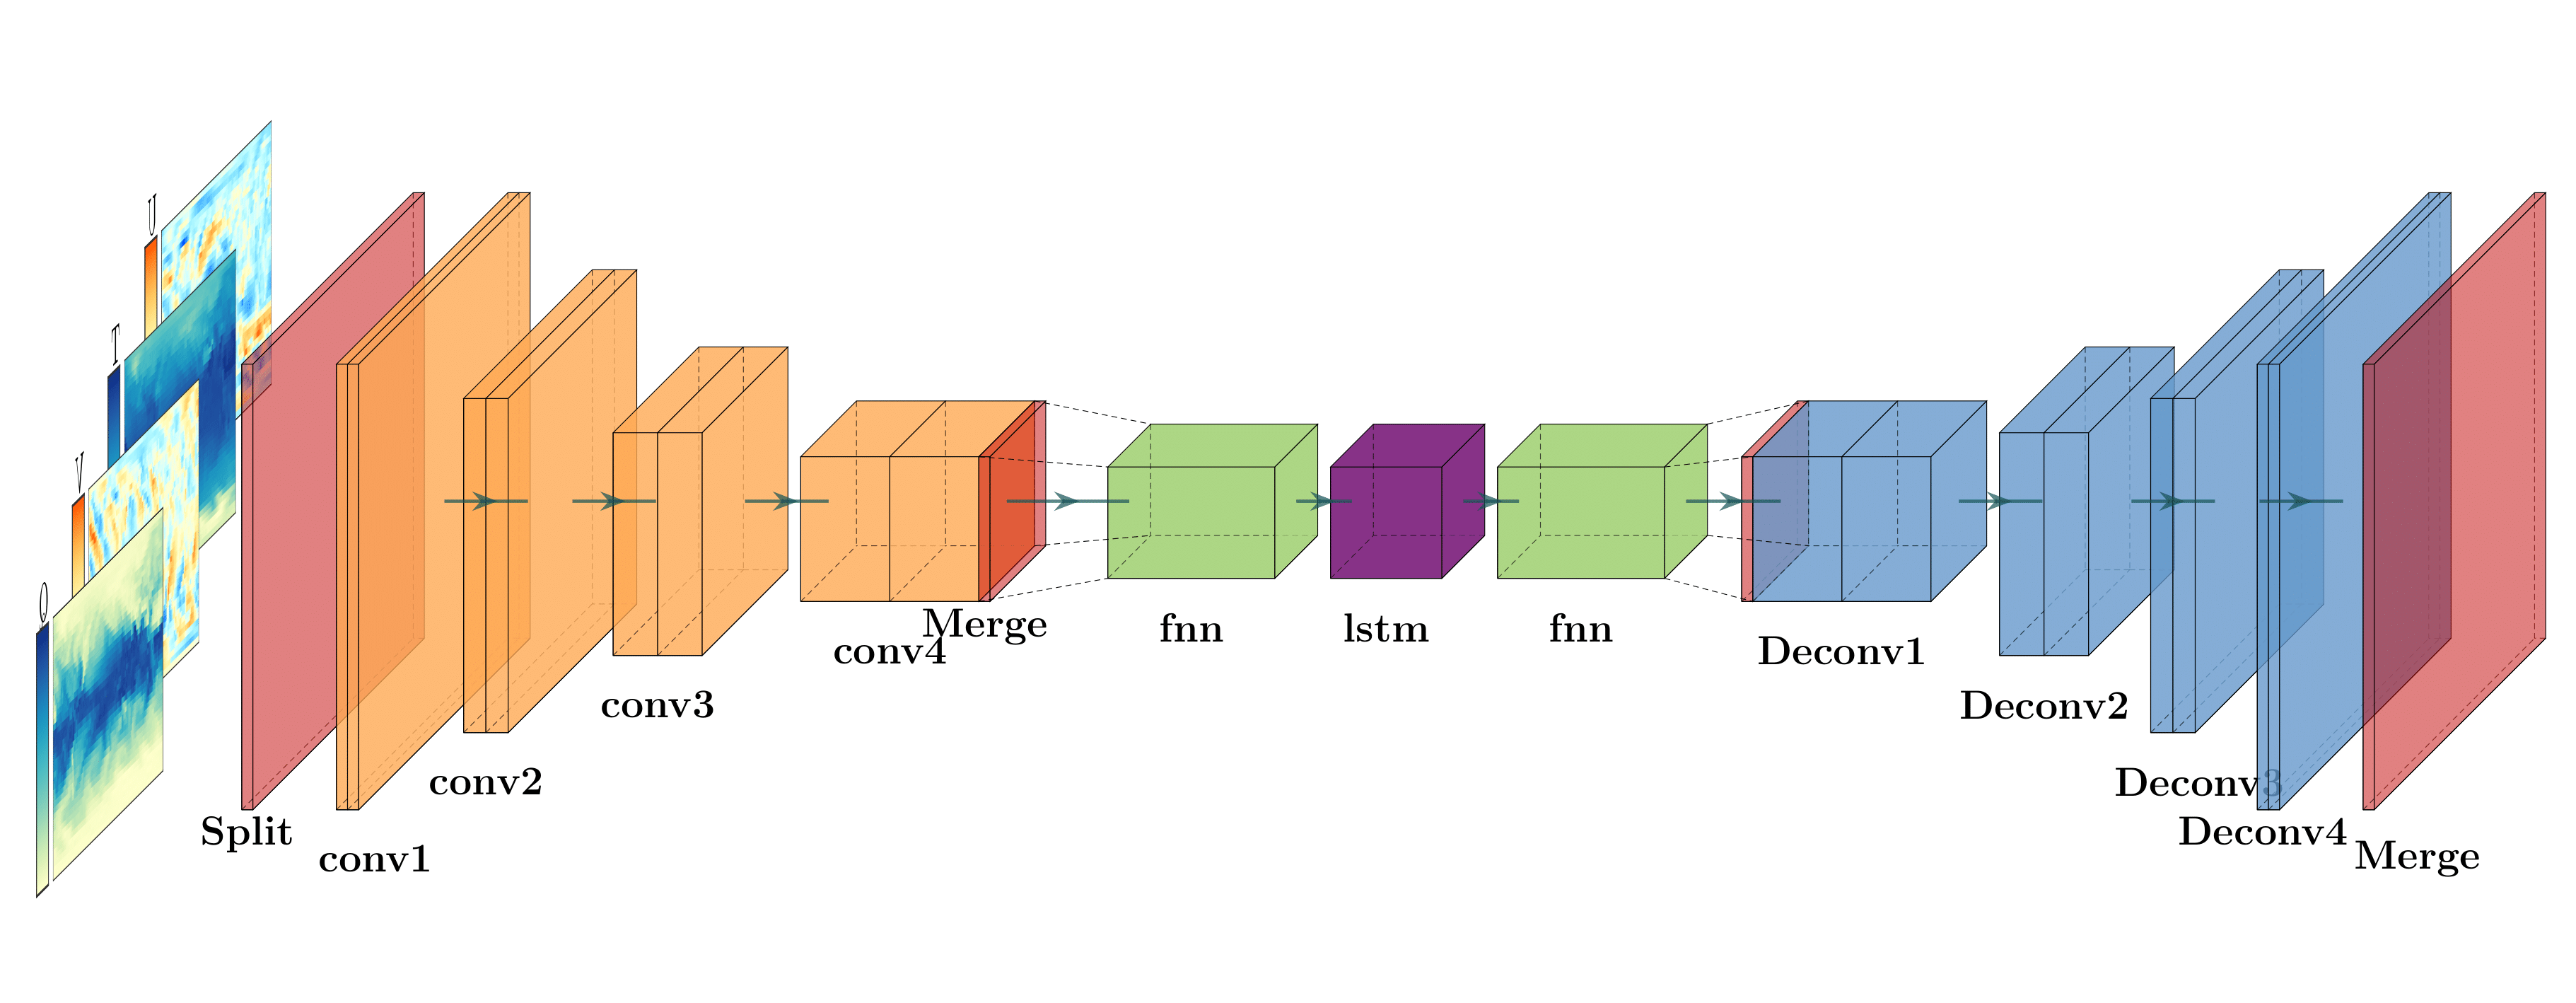 U
T
V
Q
Split
conv1
conv2
conv3
conv4
Merge
fnn
lstm
fnn
Deconv1
Deconv2
Deconv3
Deconv4
Merge